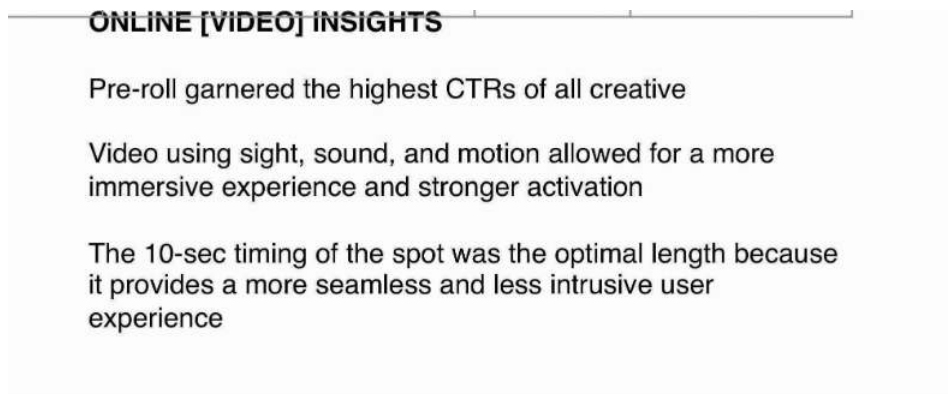 ONLINE [VIDEO] INSIGHTS
Pre-roll garnered the highest CTRs of all creative
Video using sight, sound, and motion allowed for a more
immersive experience and stronger activation
The 10-sec timing of the spot was the optimal length because
it provides a more seamless and less intrusive user
experience